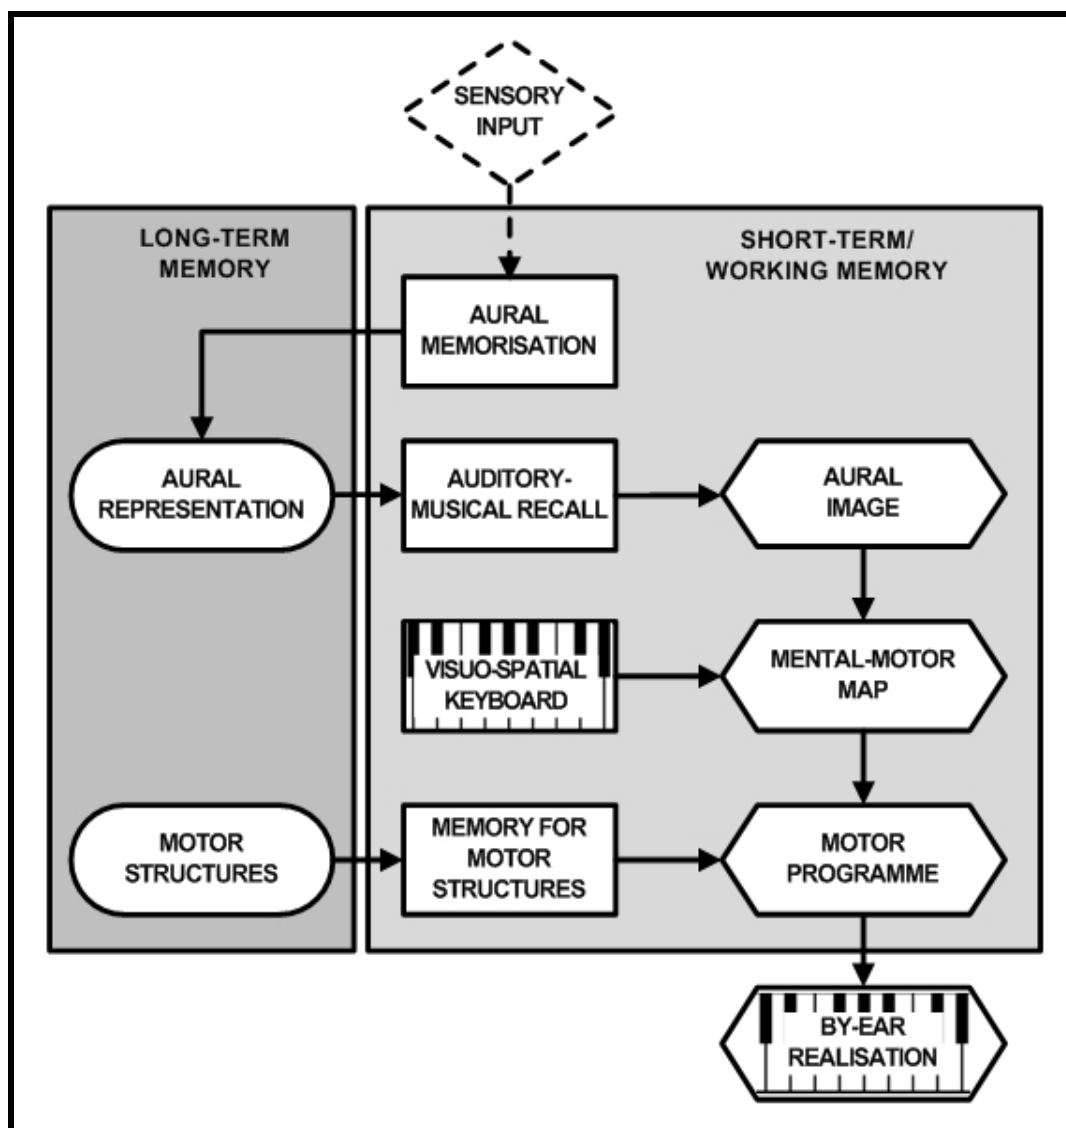 SENSORY
INPUT
LONG-TERM
MEMORY
SHORT-TERM/
WORKING MEMORY
AURAL
MEMORISATION
AURAL
REPRESENTATION
AUDITORY-
MUSICAL RECALL
AURAL
IMAGE
VISUO-SPATIAL
KEYBOARD
MENTAL-MOTOR
MAP
MOTOR
STRUCTURES
MEMORY FOR
MOTOR
STRUCTURES
MOTOR
PROGRAMME
BY-EAR
REALISATION